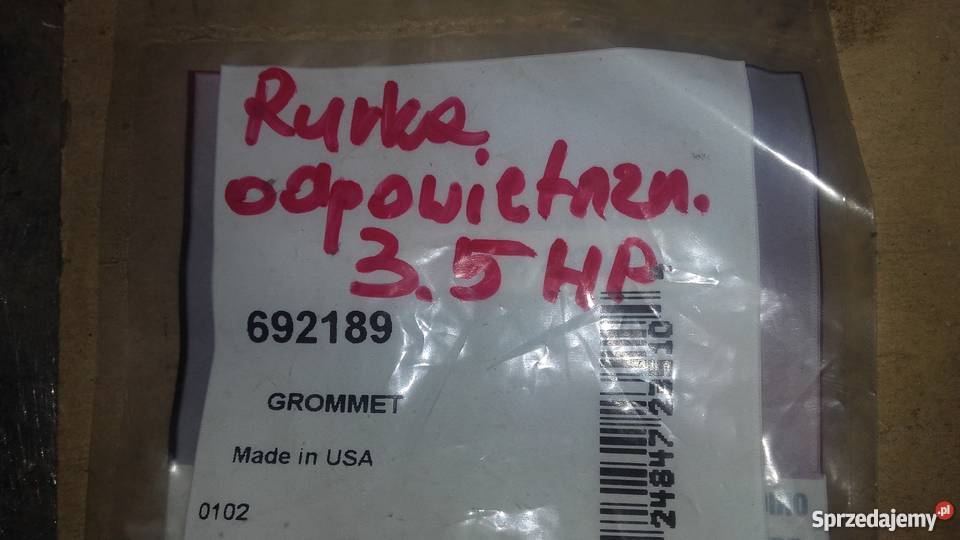 Rurka
odpowietrzn.
3.5 HP
692189
GROMMET
Made in USA
0102
Sprzedajemy.pl